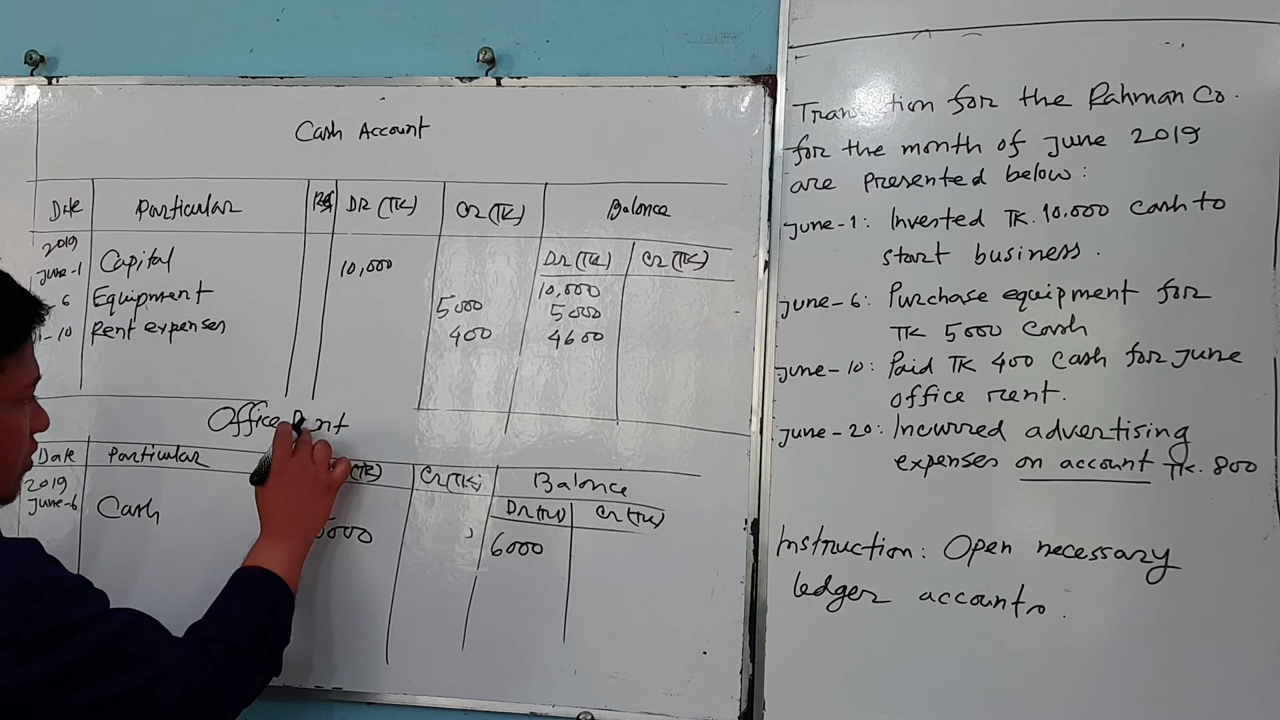 Cash Account
Date Particular Ref DR (TK) CR (TK) Balance
2019
DR (TK) CR (TK)
June-1 Capital 10,000 10,000
6 Equipment 5000 5000
- 10 Rent expenses 400 4600
Office
Date Particular CR (TK) Balance
2019 DR (TK) CR (TK)
June-6 Cash 6000
for the Rahman Co.
for the month of June 2019
are presented below:
June-1: Invested TK. 10.000 cash to
start business.
June-6: Purchase equipment for
TK 5000 cash
June-10: Paid TK 400 cash for June
office rent.
June-20: Incurred advertising
expenses on account TK. 800
Instruction: Open necessary
ledger accounts.